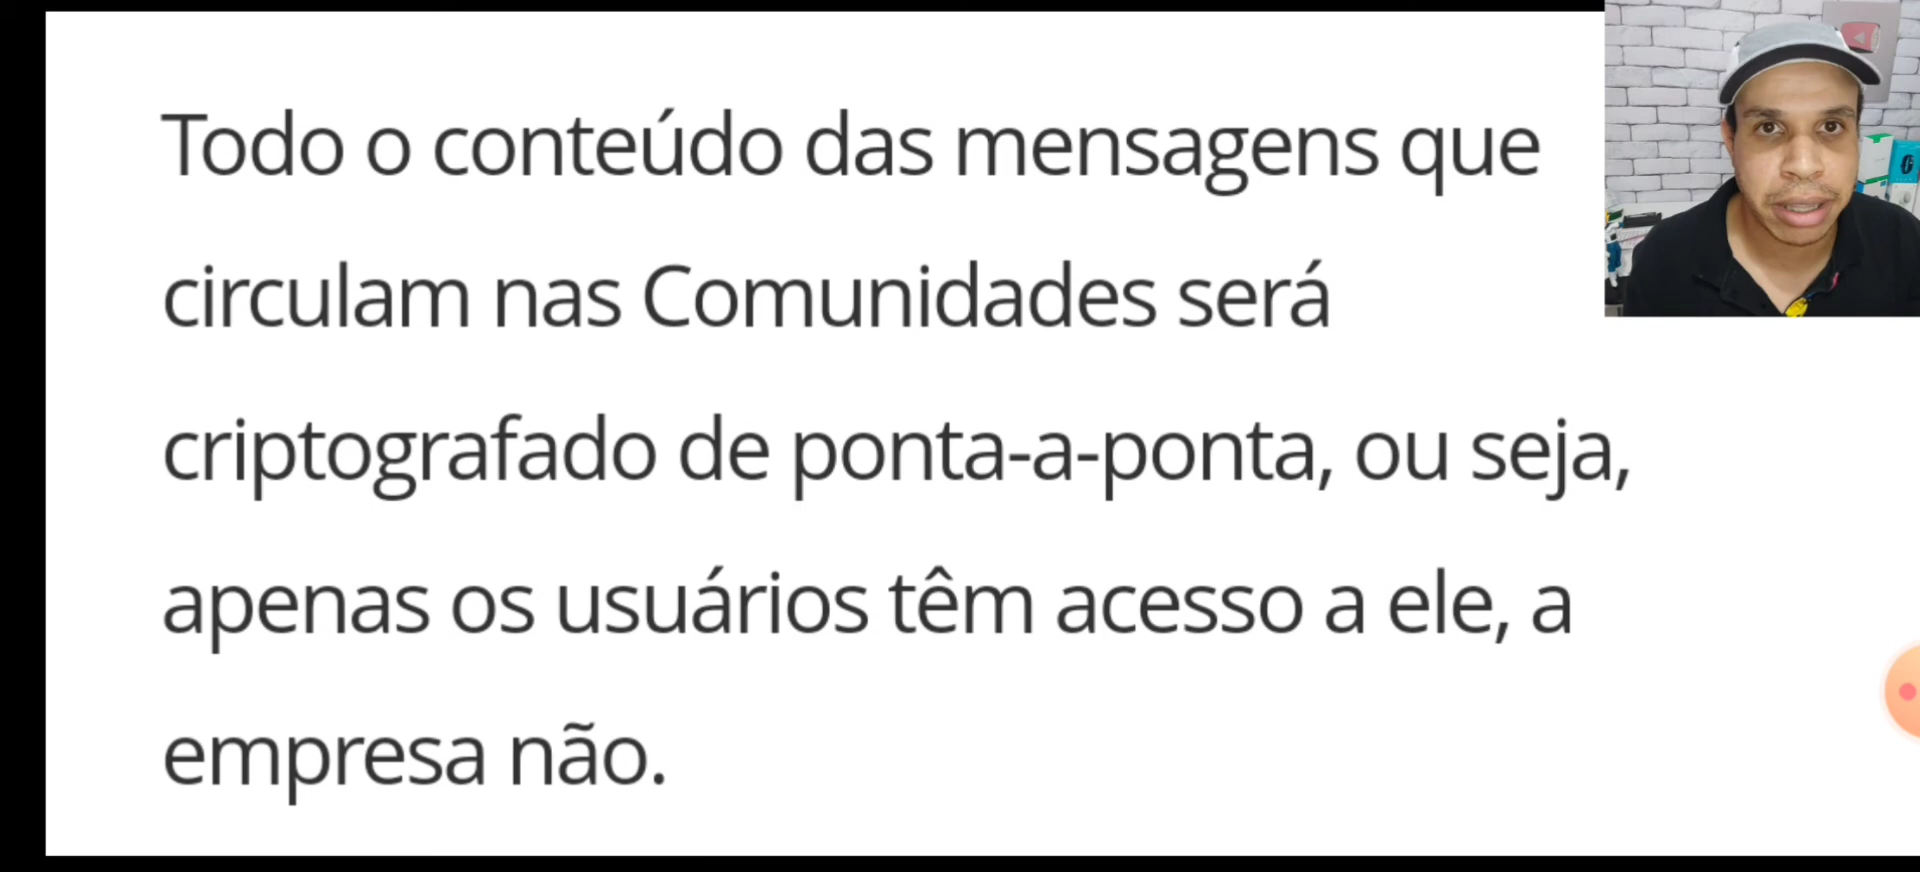 Todo o conteúdo das mensagens que
circulam nas Comunidades será
criptografado de ponta-a-ponta, ou seja,
apenas os usuários têm acesso a ele, a
empresa não.